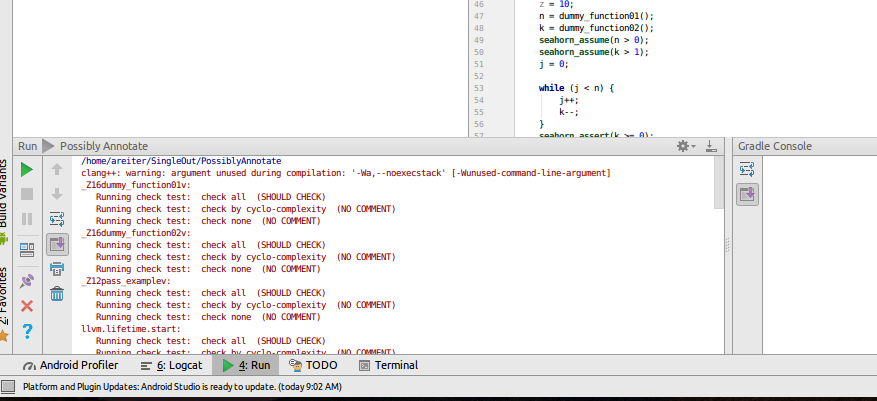 46 z = 10;
47 n = dummy_function01();
48 k = dummy_function02();
49 seahorn_assume(n > 0);
50 seahorn_assume(k > 1);
51 j = 0;
52
53 while (j < n) {
54 j++;
55 k--;
56 }
57 seahorn_assert(k >= 0);
Run Possibly Annotate
Gradle Console
/home/areiter/SingleOut/PossiblyAnnotate
clang++: warning: argument unused during compilation: '-Wa,--noexecstack' [-Wunused-command-line-argument]
_Z16dummy_function01v:
Running check test: check all (SHOULD CHECK)
Running check test: check by cyclo-complexity (NO COMMENT)
Running check test: check none (NO COMMENT)
_Z16dummy_function02v:
Running check test: check all (SHOULD CHECK)
Running check test: check by cyclo-complexity (NO COMMENT)
Running check test: check none (NO COMMENT)
_Z12pass_examplev:
Running check test: check all (SHOULD CHECK)
Running check test: check by cyclo-complexity (NO COMMENT)
Running check test: check none (NO COMMENT)
llvm.lifetime.start:
Running check test: check all (SHOULD CHECK)
Running check test: check by cyclo-complexity (NO COMMENT)
Build Variants
2: Favorites
Android Profiler
6: Logcat
4: Run
TODO
Terminal
Platform and Plugin Updates: Android Studio is ready to update. (today 9:02 AM)